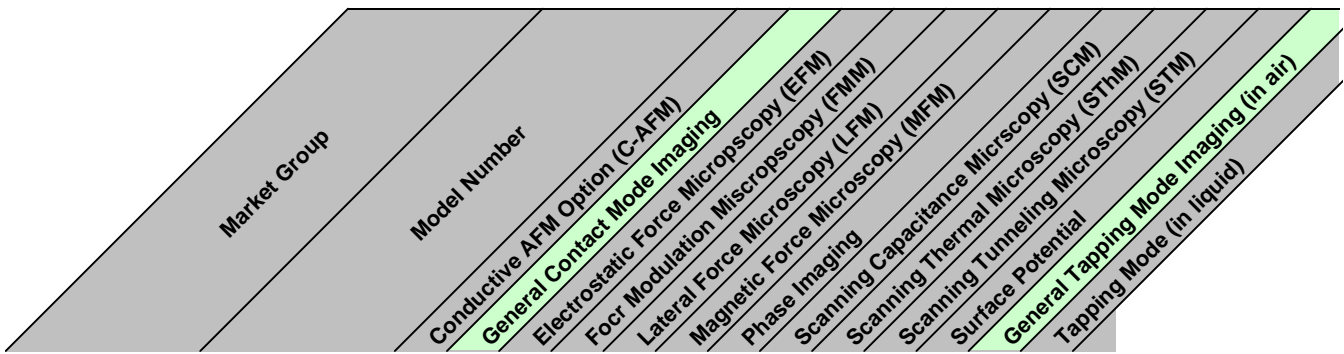 Market Group
Model Number
Conductive AFM Option (C-AFM)
General Contact Mode Imaging
Electrostatic Force Micropscopy (EFM)
Focr Modulation Miscropscopy (FMM)
Lateral Force Microscopy (LFM)
Magnetic Force Microscopy (MFM)
Phase Imaging
Scanning Capacitance Micrscopy (SCM)
Scanning Thermal Microscopy (SThM)
Scanning Tunneling Microscopy (STM)
Surface Potential
General Tapping Mode Imaging (in air)
Tapping Mode (in liquid)